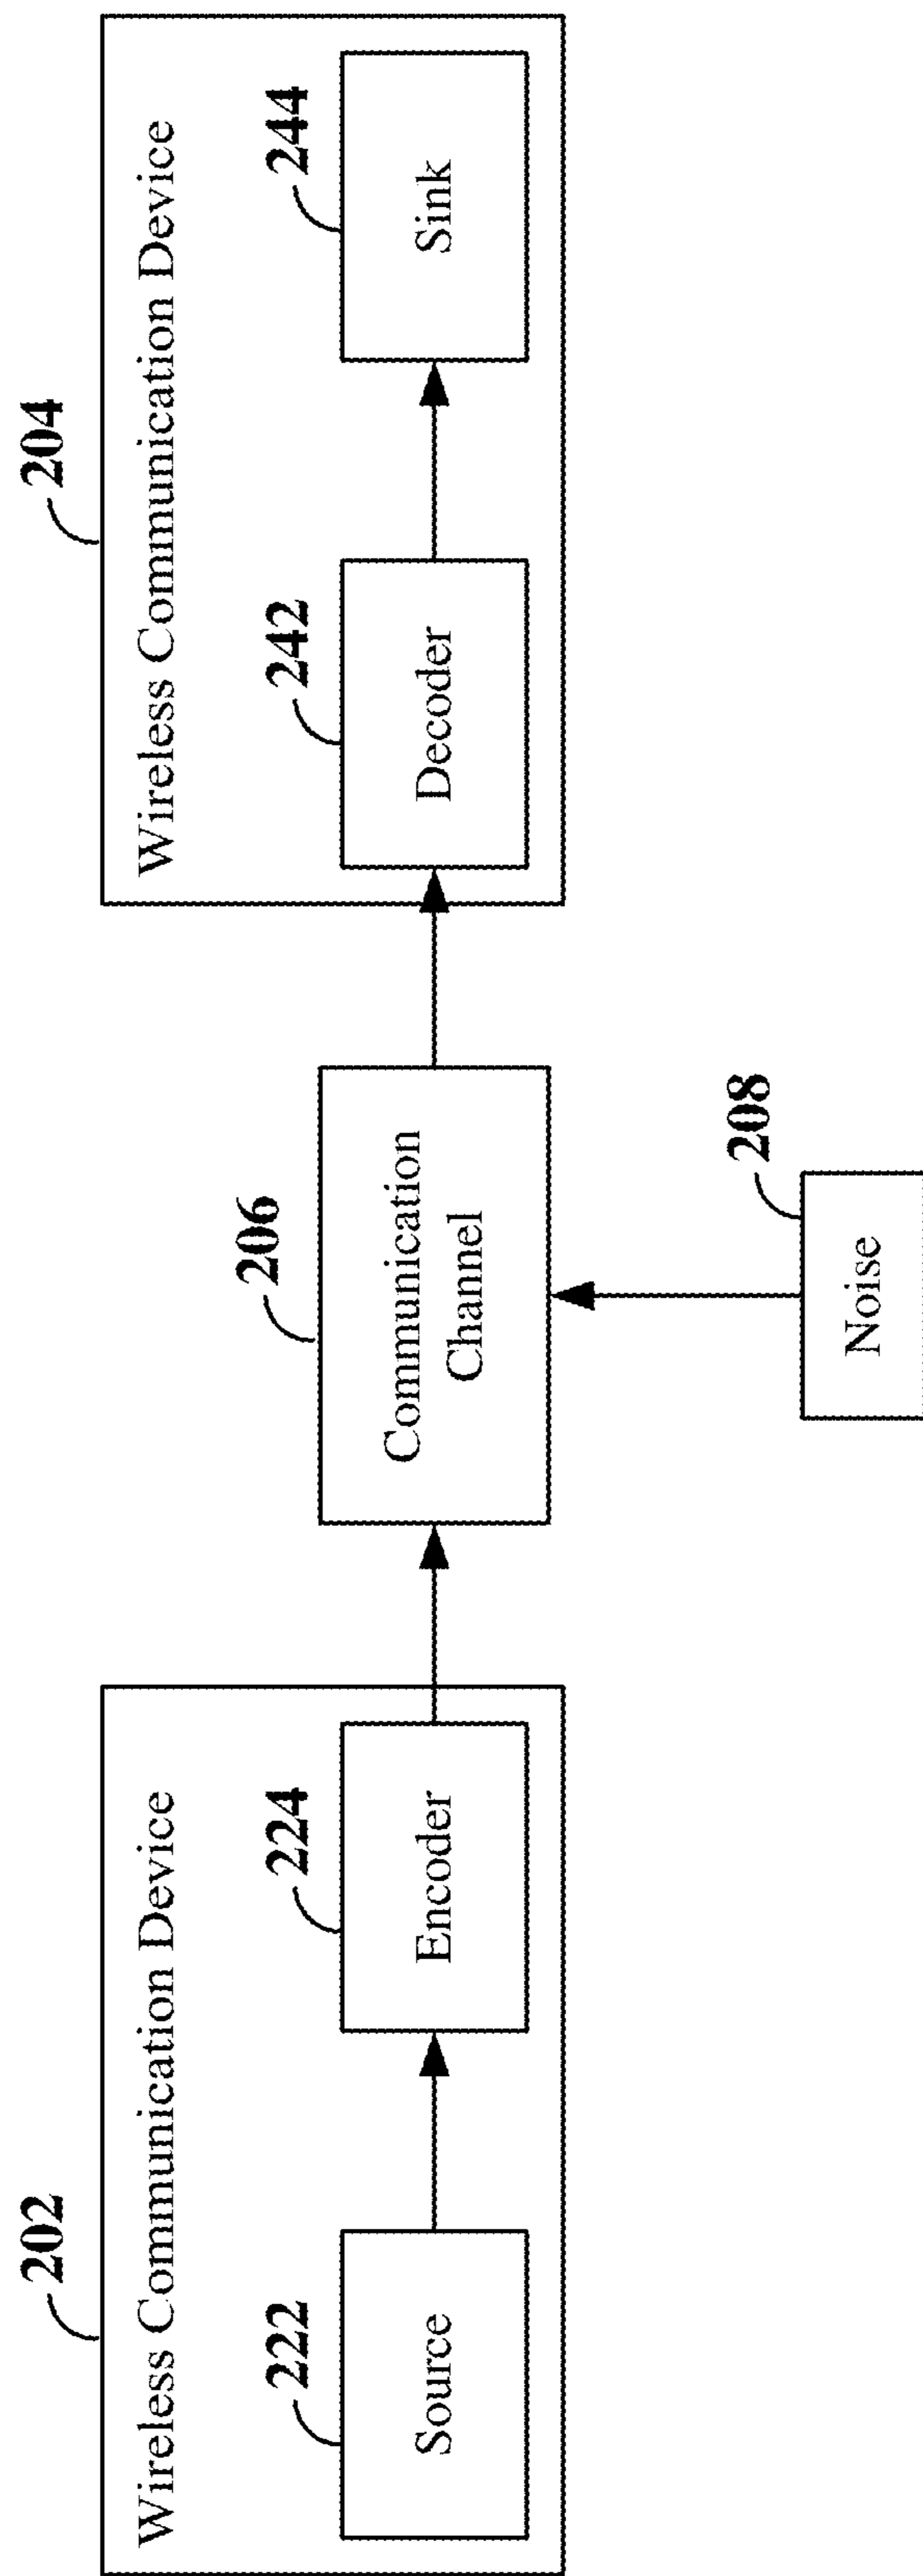 202
Wireless Communication Device
222
Source
224
Encoder
206
Communication
Channel
208
Noise
204
Wireless Communication Device
242
Decoder
244
Sink